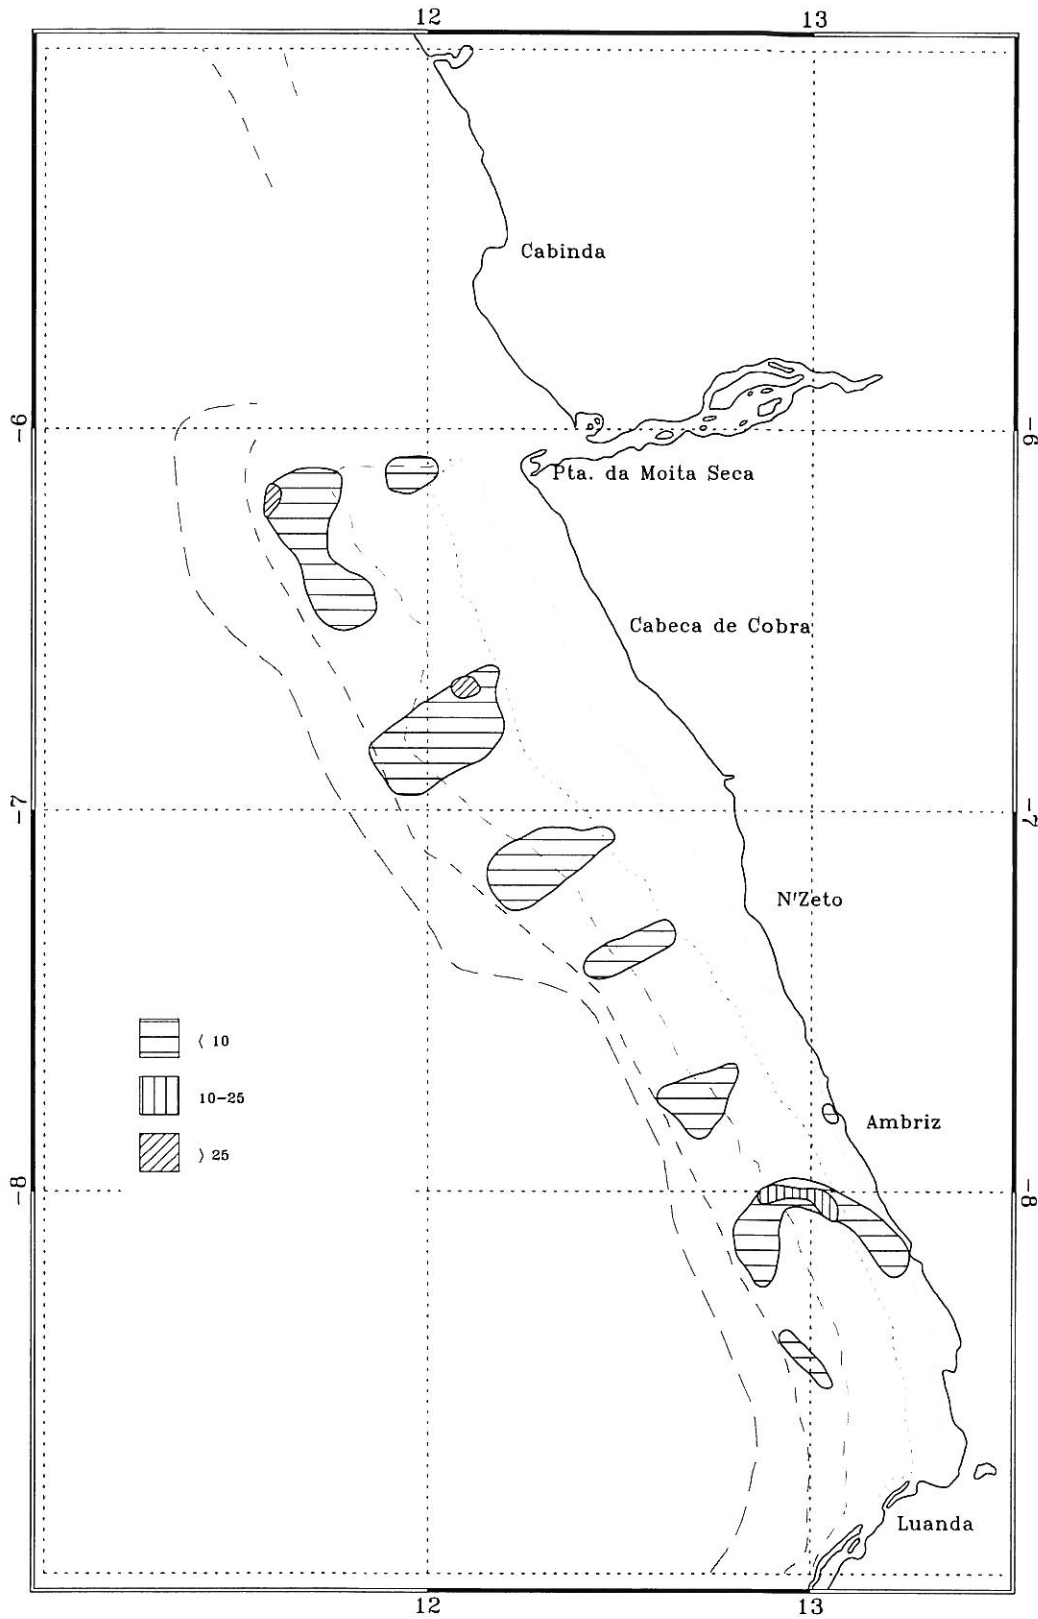 12 13
Cabinda
-6 -6
Pta. da Moita Seca
Cabeca de Cobra
-7 -7
N'Zeto
⟨ 10
10-25
Ambriz
⟩ 25
-8 -8
Luanda
12 13